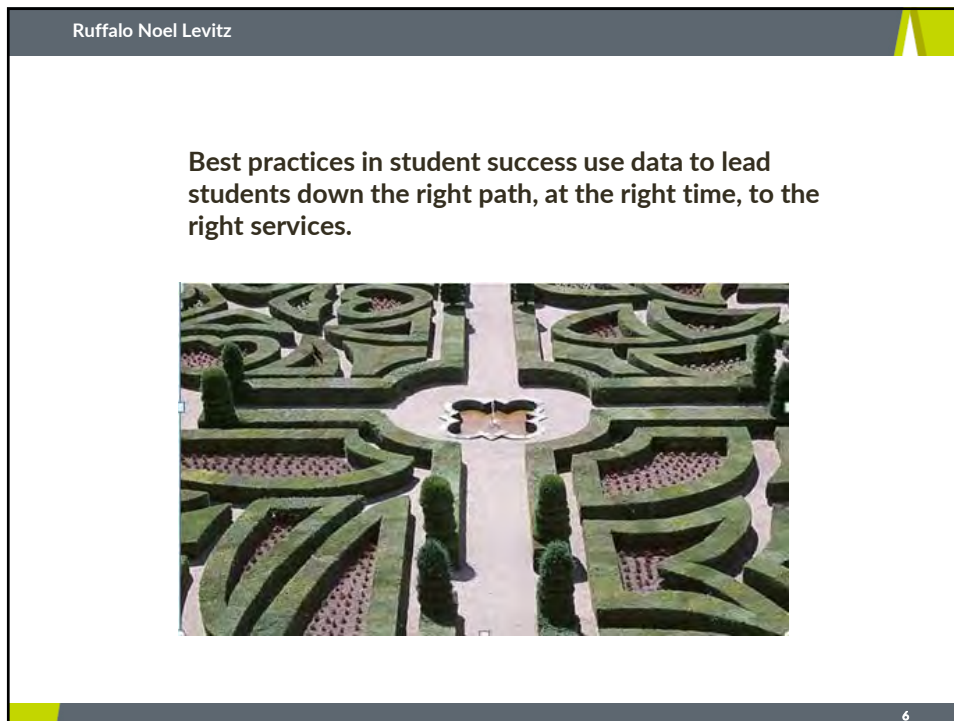 Ruffalo Noel Levitz
Best practices in student success use data to lead
students down the right path, at the right time, to the
right services.
6